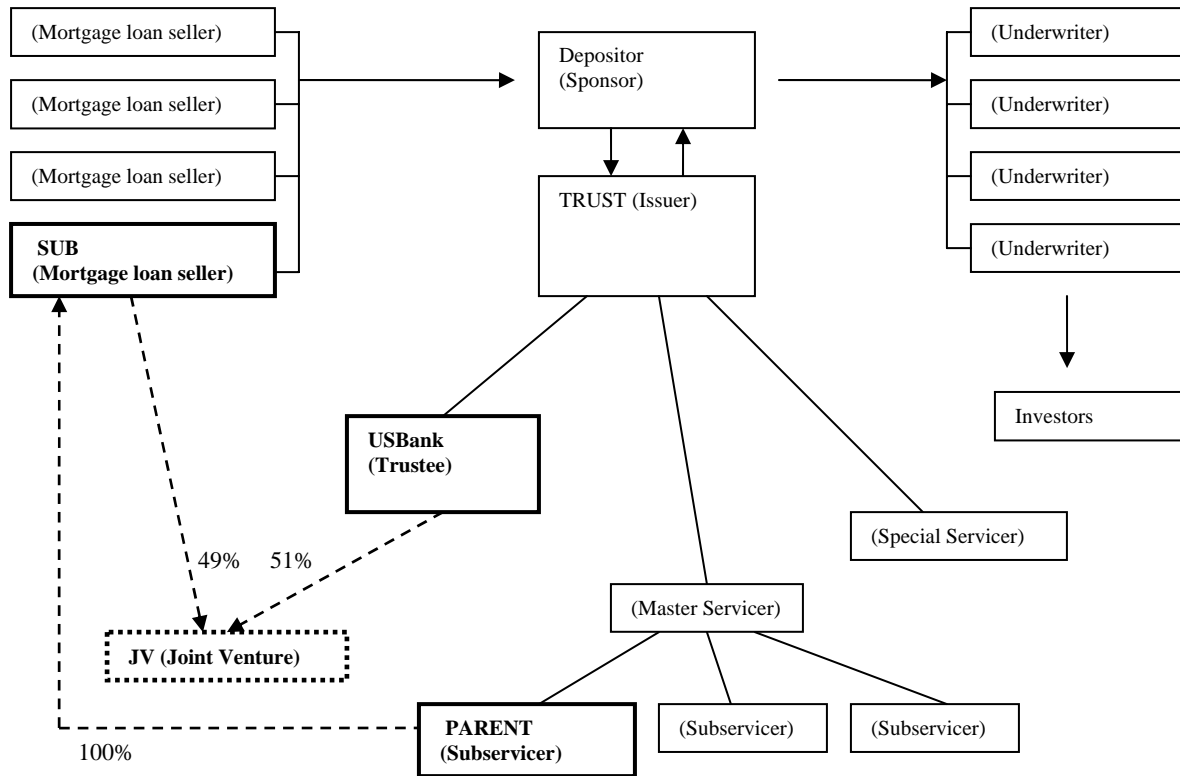 (Mortgage loan seller)
(Mortgage loan seller)
(Mortgage loan seller)
SUB
(Mortgage loan seller)
Depositor
(Sponsor)
TRUST (Issuer)
(Underwriter)
(Underwriter)
(Underwriter)
(Underwriter)
Investors
USBank
(Trustee)
(Special Servicer)
49%
51%
(Master Servicer)
JV (Joint Venture)
PARENT
(Subservicer)
(Subservicer)
(Subservicer)
100%